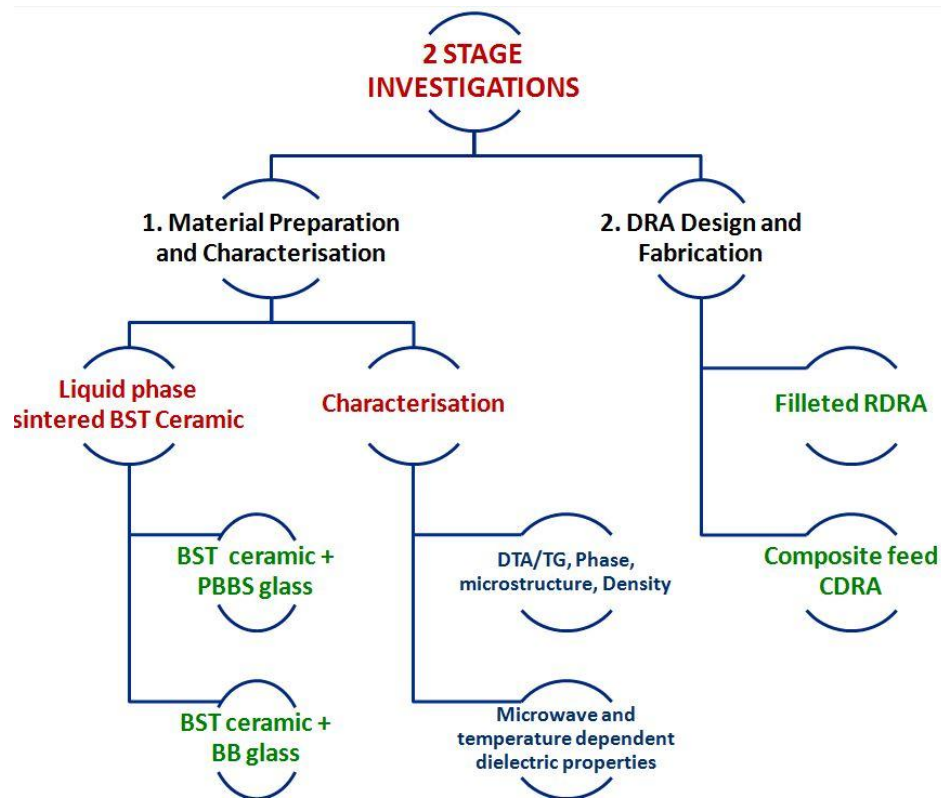 2 STAGE
INVESTIGATIONS
1. Material Preparation
and Characterisation
2. DRA Design and
Fabrication
Liquid phase
sintered BST Ceramic
Characterisation
Filleted RDRA
BST ceramic +
PBBS glass
DTA/TG, Phase,
microstructure, Density
Composite feed
CDRA
BST ceramic +
BB glass
Microwave and
temperature dependent
dielectric properties